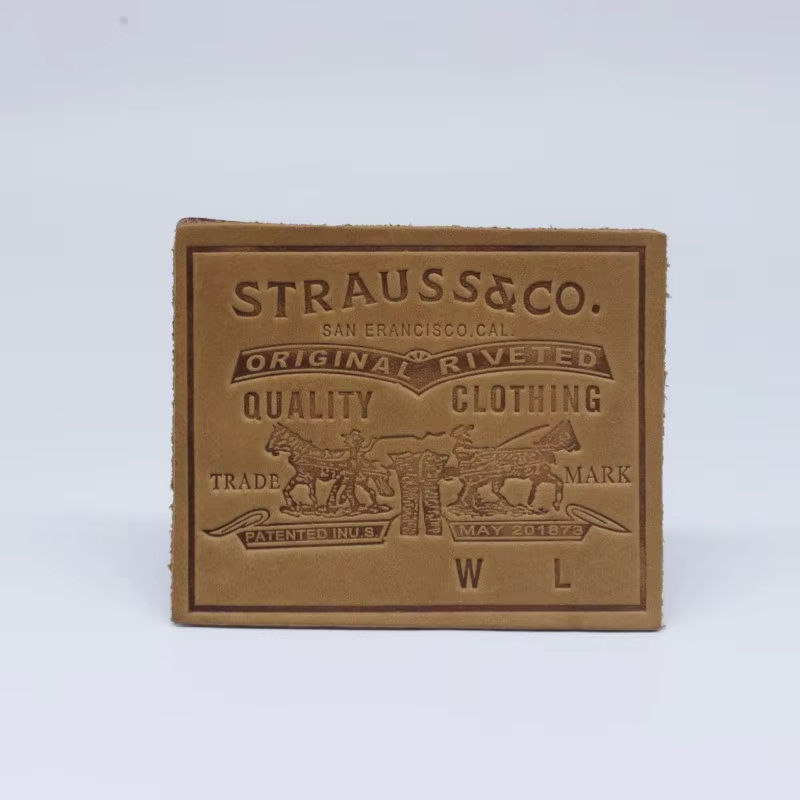 STRAUSS&CO.
SAN ERANCISCO,CAL.
ORIGINAL RIVETED
QUALITY CLOTHING
TRADE MARK
PATENTED INU.S. MAY 201873
W L